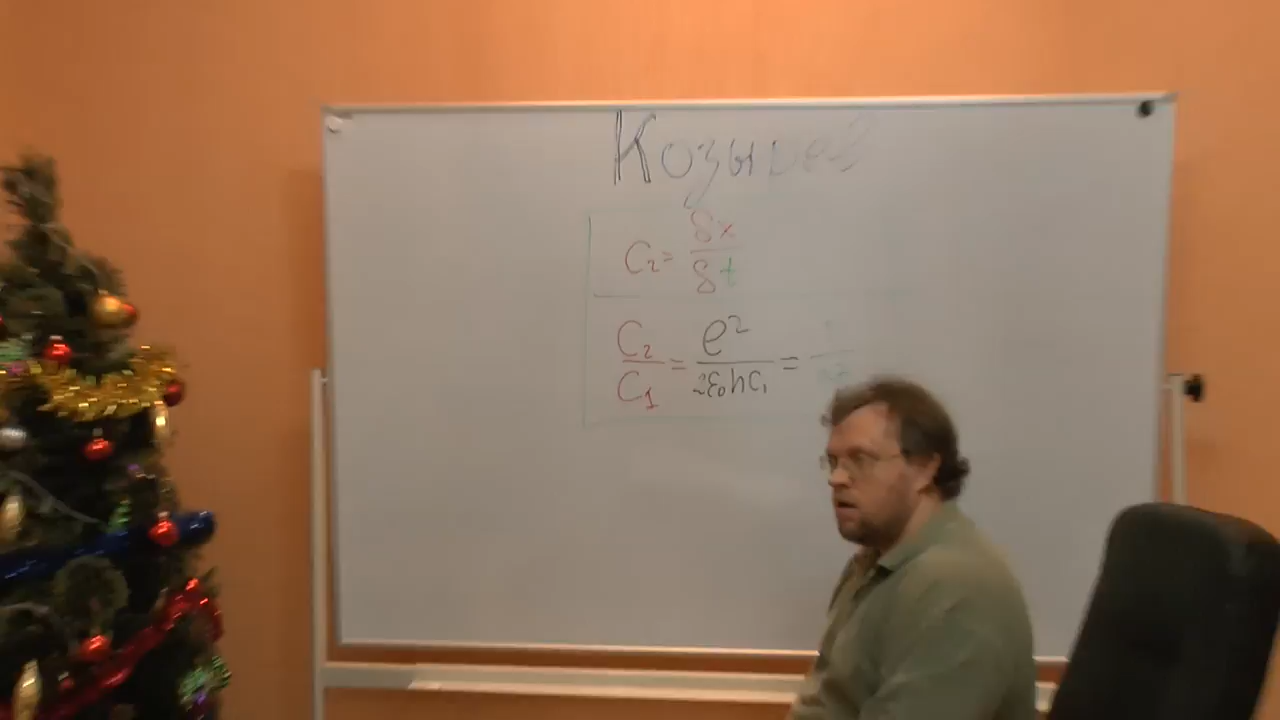 Козырев
C₂ = δx/δt
C₂/C₁ = e²/2ε₀hc₁ =